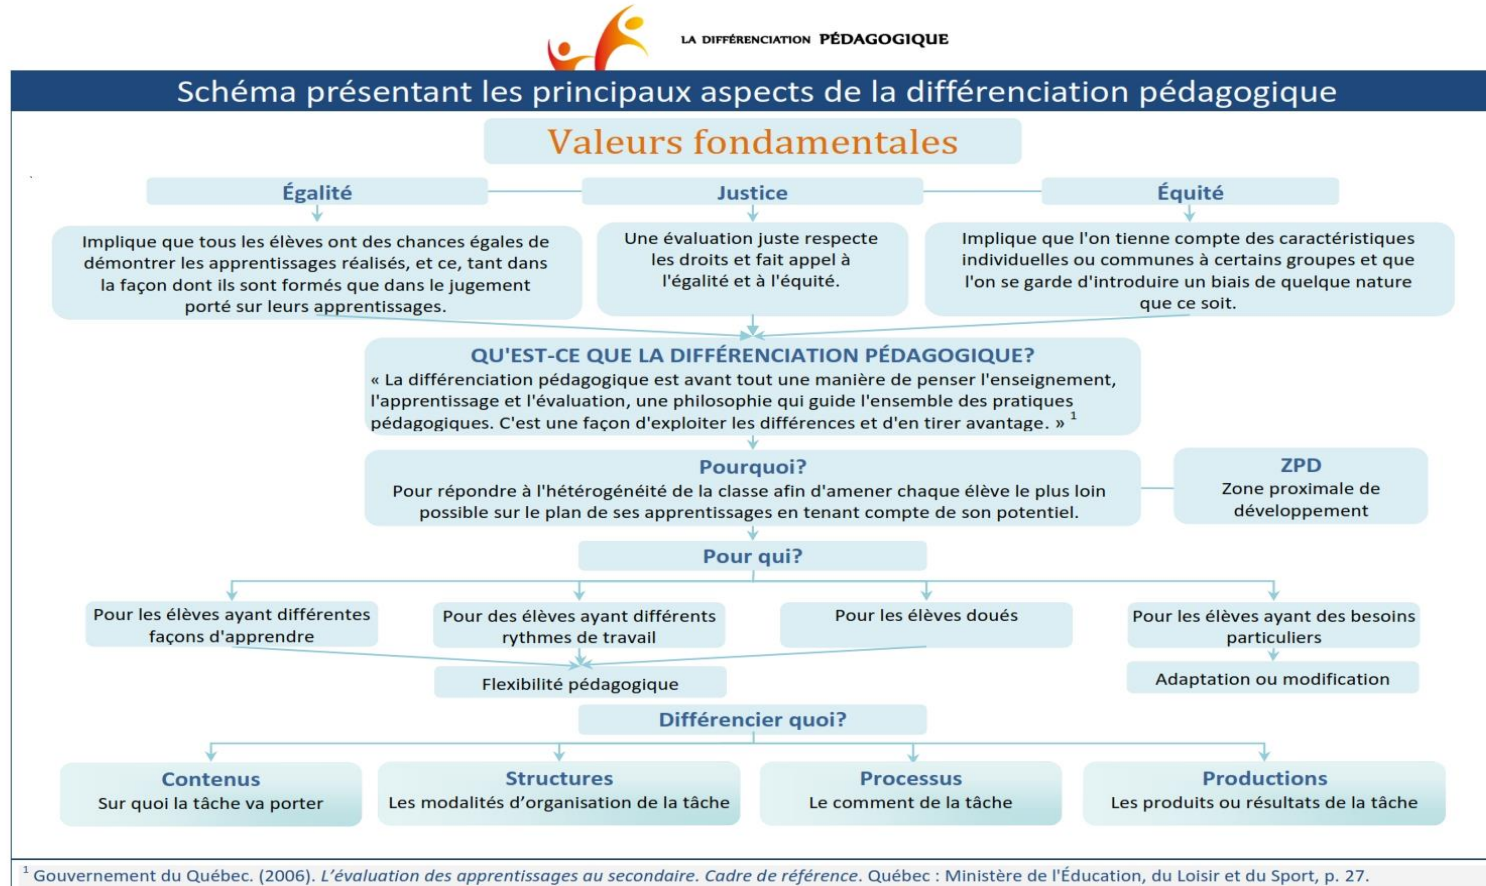 LA DIFFÉRENCIATION PÉDAGOGIQUE
Schéma présentant les principaux aspects de la différenciation pédagogique
Valeurs fondamentales
Égalité
Implique que tous les élèves ont des chances égales de
démontrer les apprentissages réalisés, et ce, tant dans
la façon dont ils sont formés que dans le jugement
porté sur leurs apprentissages.
Justice
Une évaluation juste respecte
les droits et fait appel à
l'égalité et à l'équité.
Équité
Implique que l'on tienne compte des caractéristiques
individuelles ou communes à certains groupes et que
l'on se garde d'introduire un biais de quelque nature
que ce soit.
QU'EST-CE QUE LA DIFFÉRENCIATION PÉDAGOGIQUE?
« La différenciation pédagogique est avant tout une manière de penser l'enseignement,
l'apprentissage et l'évaluation, une philosophie qui guide l'ensemble des pratiques
pédagogiques. C'est une façon d'exploiter les différences et d'en tirer avantage. » 1
Pourquoi?
Pour répondre à l'hétérogénéité de la classe afin d'amener chaque élève le plus loin
possible sur le plan de ses apprentissages en tenant compte de son potentiel.
ZPD
Zone proximale de
développement
Pour qui?
Pour les élèves ayant différentes
façons d'apprendre
Pour des élèves ayant différents
rythmes de travail
Pour les élèves doués
Pour les élèves ayant des besoins
particuliers
Flexibilité pédagogique
Adaptation ou modification
Différencier quoi?
Contenus
Sur quoi la tâche va porter
Structures
Les modalités d’organisation de la tâche
Processus
Le comment de la tâche
Productions
Les produits ou résultats de la tâche
1 Gouvernement du Québec. (2006). L’évaluation des apprentissages au secondaire. Cadre de référence. Québec : Ministère de l'Éducation, du Loisir et du Sport, p. 27.